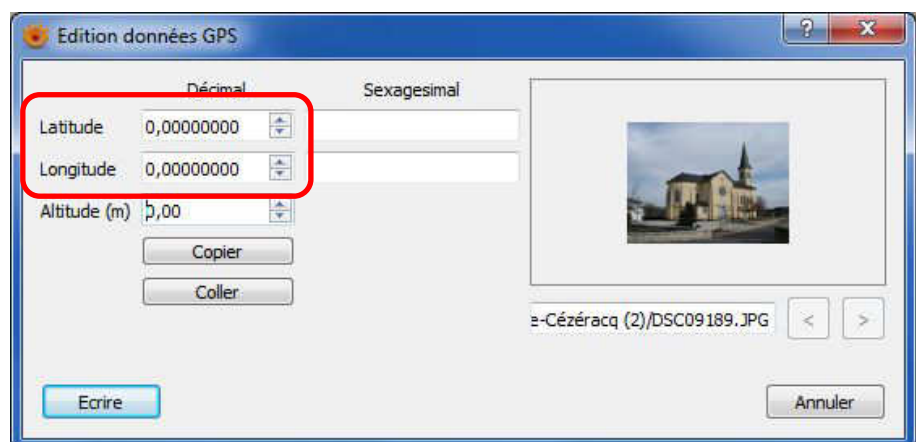 Edition données GPS
Décimal Sexagesimal
Latitude 0,00000000
Longitude 0,00000000
Altitude (m) 0,00
Copier
Coller
e-Cézéracq (2)/DSC09189.JPG < >
Ecrire Annuler